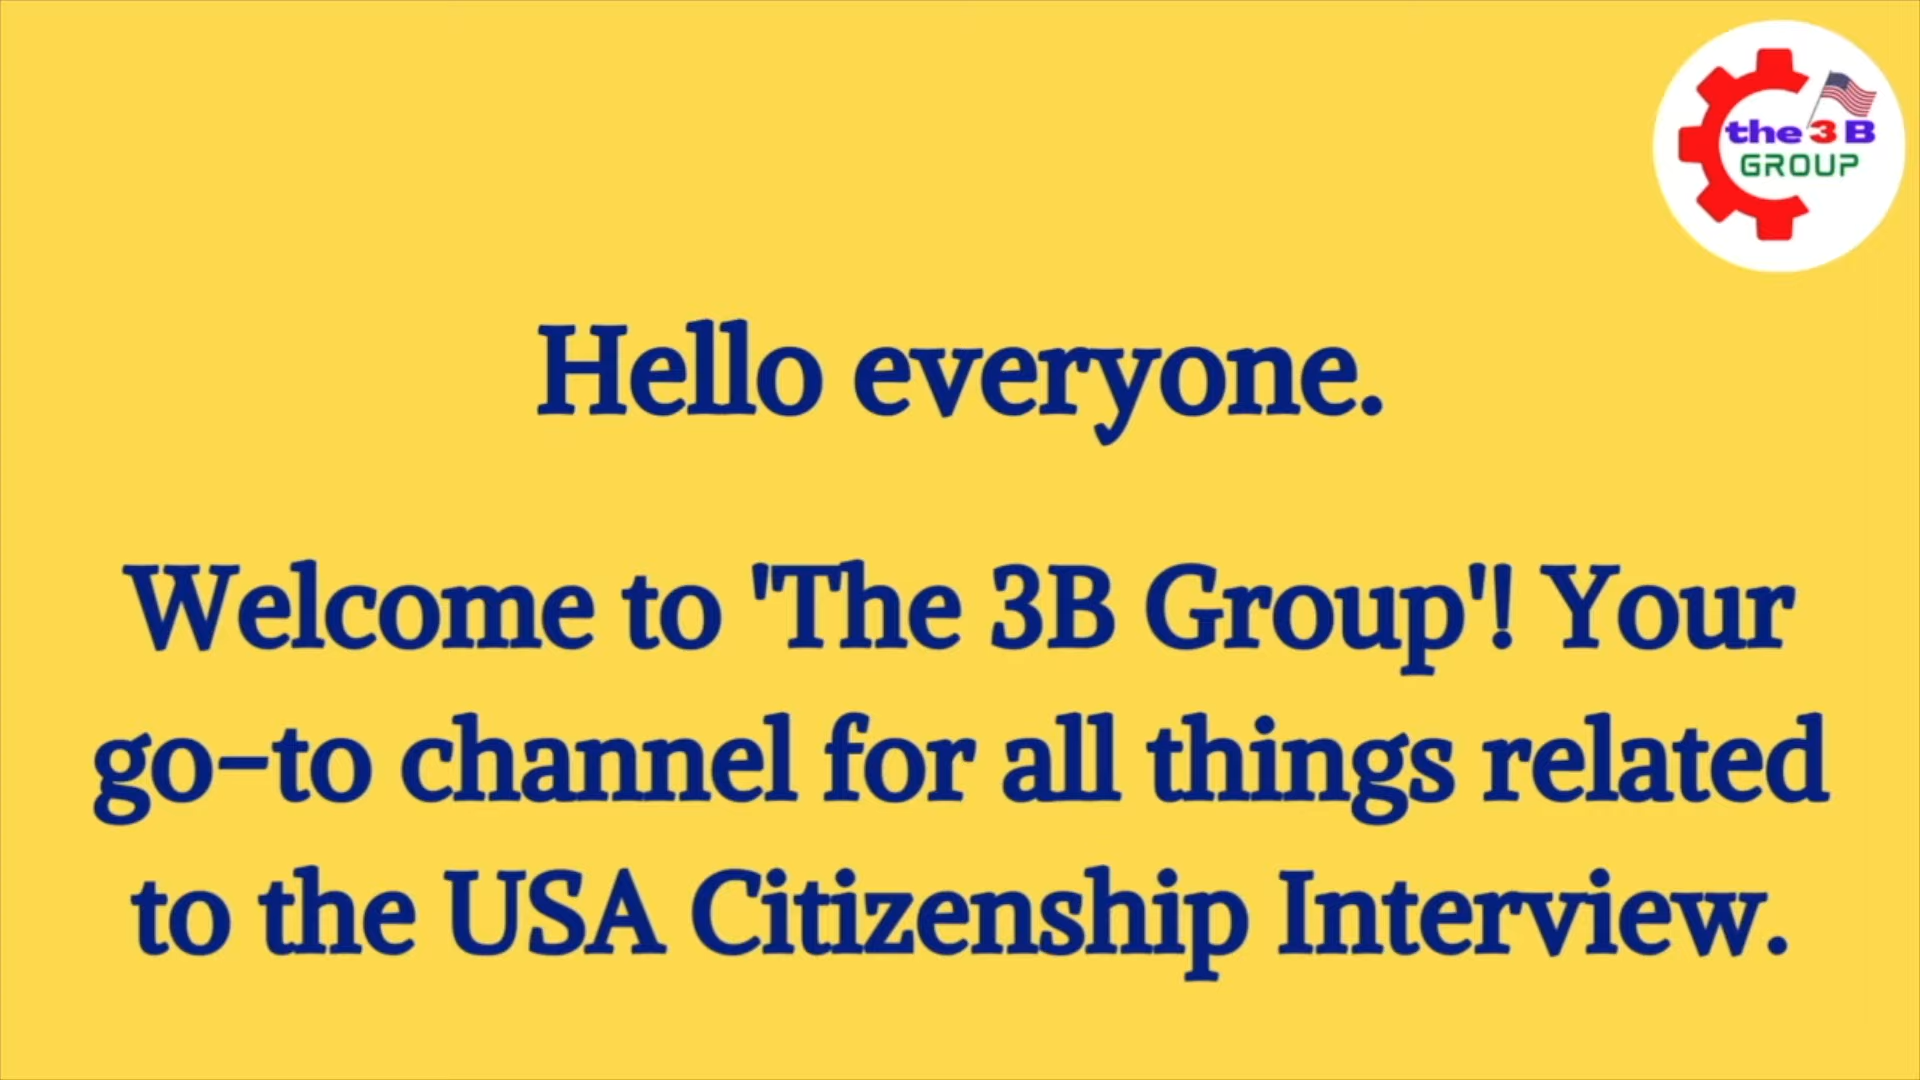 the 3 B
GROUP
Hello everyone.
Welcome to 'The 3B Group'! Your
go-to channel for all things related
to the USA Citizenship Interview.